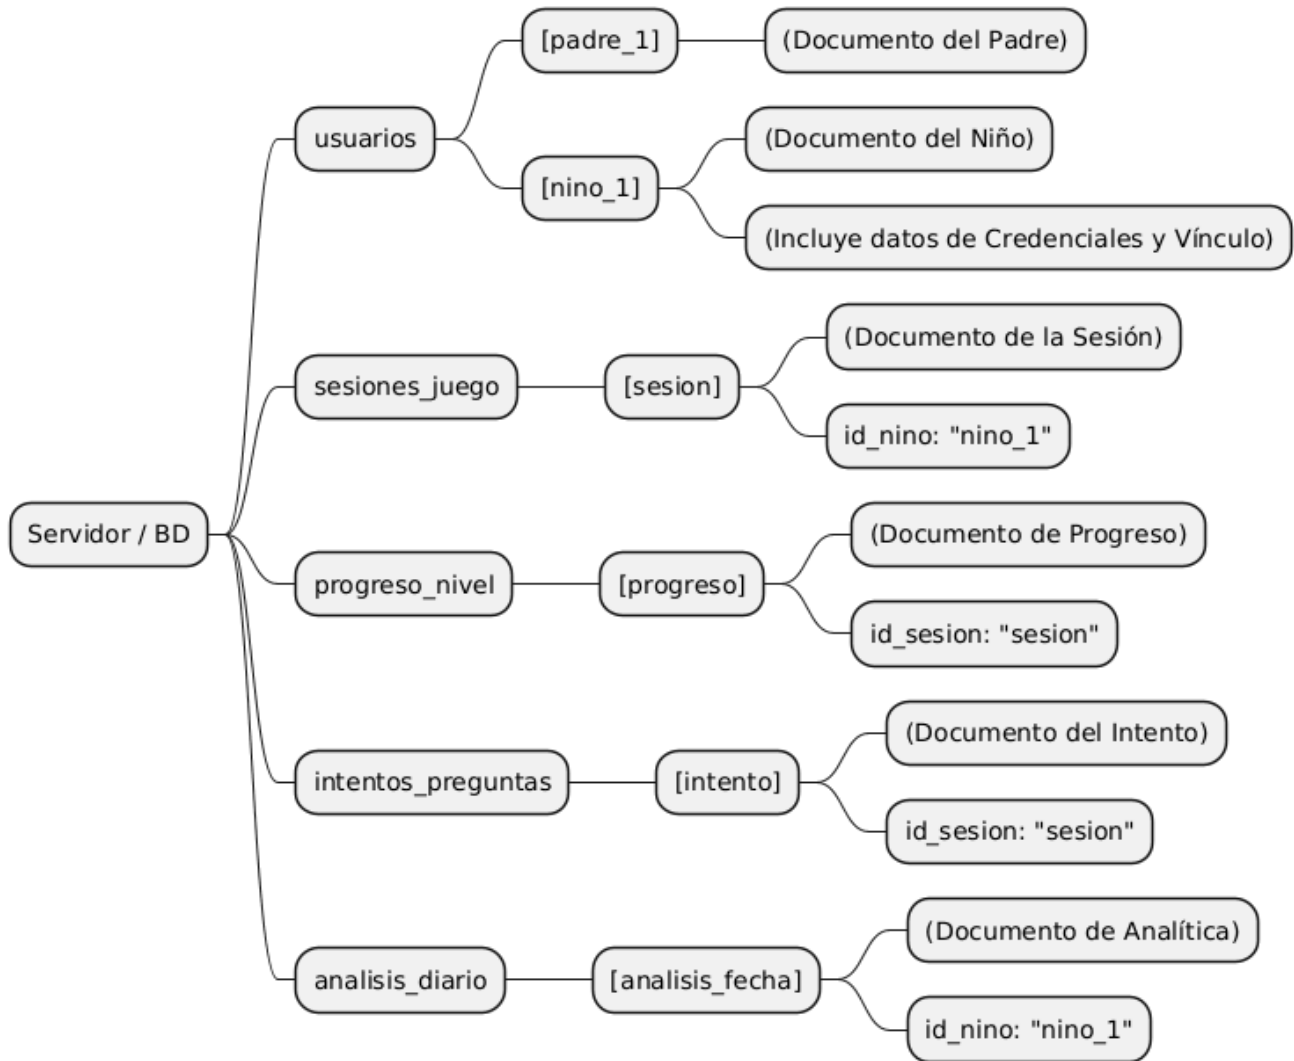 [padre_1]
(Documento del Padre)
usuarios
(Documento del Niño)
[nino_1]
(Incluye datos de Credenciales y Vínculo)
(Documento de la Sesión)
sesiones_juego
[sesion]
id_nino: "nino_1"
Servidor / BD
(Documento de Progreso)
progreso_nivel
[progreso]
id_sesion: "sesion"
(Documento del Intento)
intentos_preguntas
[intento]
id_sesion: "sesion"
(Documento de Analítica)
analisis_diario
[analisis_fecha]
id_nino: "nino_1"